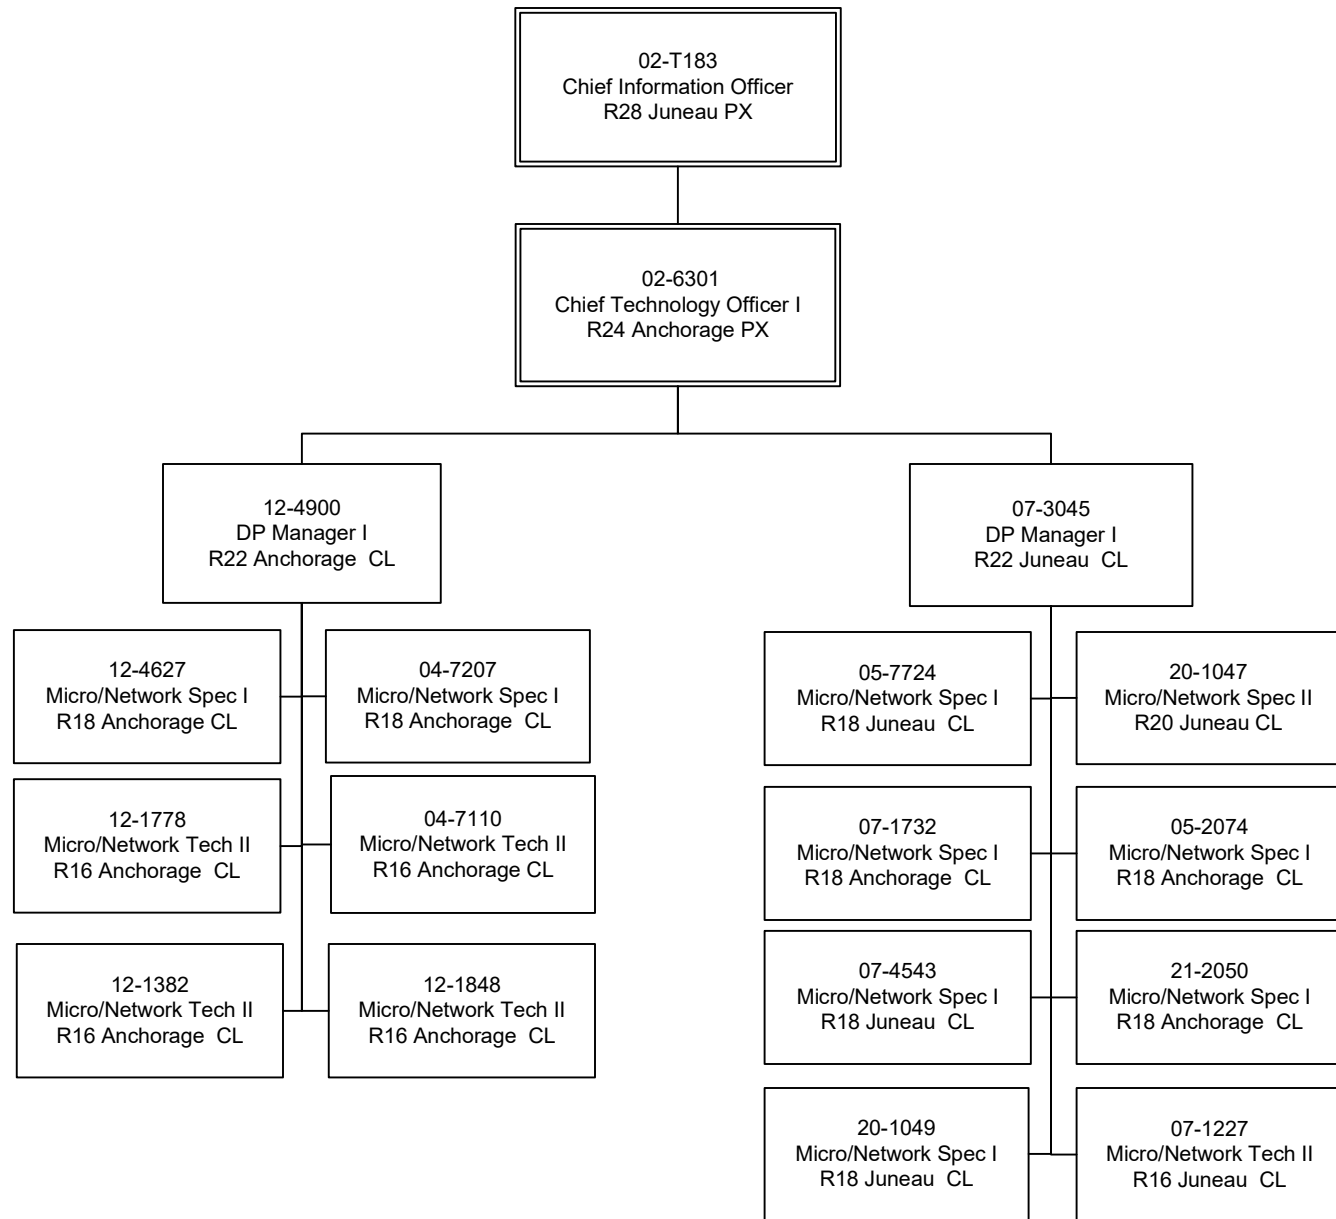 02-T183
Chief Information Officer
R28 Juneau PX
02-6301
Chief Technology Officer I
R24 Anchorage PX
12-4900
DP Manager I
R22 Anchorage  CL
07-3045
DP Manager I
R22 Juneau  CL
12-4627
Micro/Network Spec I
R18 Anchorage CL
04-7207
Micro/Network Spec I
R18 Anchorage  CL
05-7724
Micro/Network Spec I
R18 Juneau  CL
20-1047
Micro/Network Spec II
R20 Juneau CL
12-1778
Micro/Network Tech II
R16 Anchorage  CL
04-7110
Micro/Network Tech II
R16 Anchorage CL
07-1732
Micro/Network Spec I
R18 Anchorage  CL
05-2074
Micro/Network Spec I
R18 Anchorage  CL
12-1382
Micro/Network Tech II
R16 Anchorage  CL
12-1848
Micro/Network Tech II
R16 Anchorage  CL
07-4543
Micro/Network Spec I
R18 Juneau  CL
21-2050
Micro/Network Spec I
R18 Anchorage  CL
20-1049
Micro/Network Spec I
R18 Juneau  CL
07-1227
Micro/Network Tech II
R16 Juneau  CL